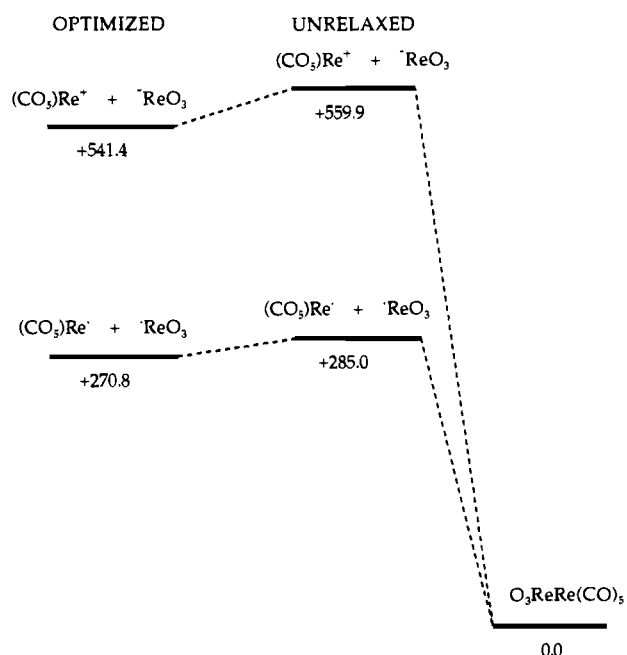 OPTIMIZED UNRELAXED
(CO₅)Re⁺ + ⁻ReO₃
(CO₅)Re⁺ + ⁻ReO₃
+559.9
+541.4
(CO₅)Re· + ·ReO₃
(CO₅)Re· + ·ReO₃
+285.0
+270.8
O₃ReRe(CO)₅
0.0